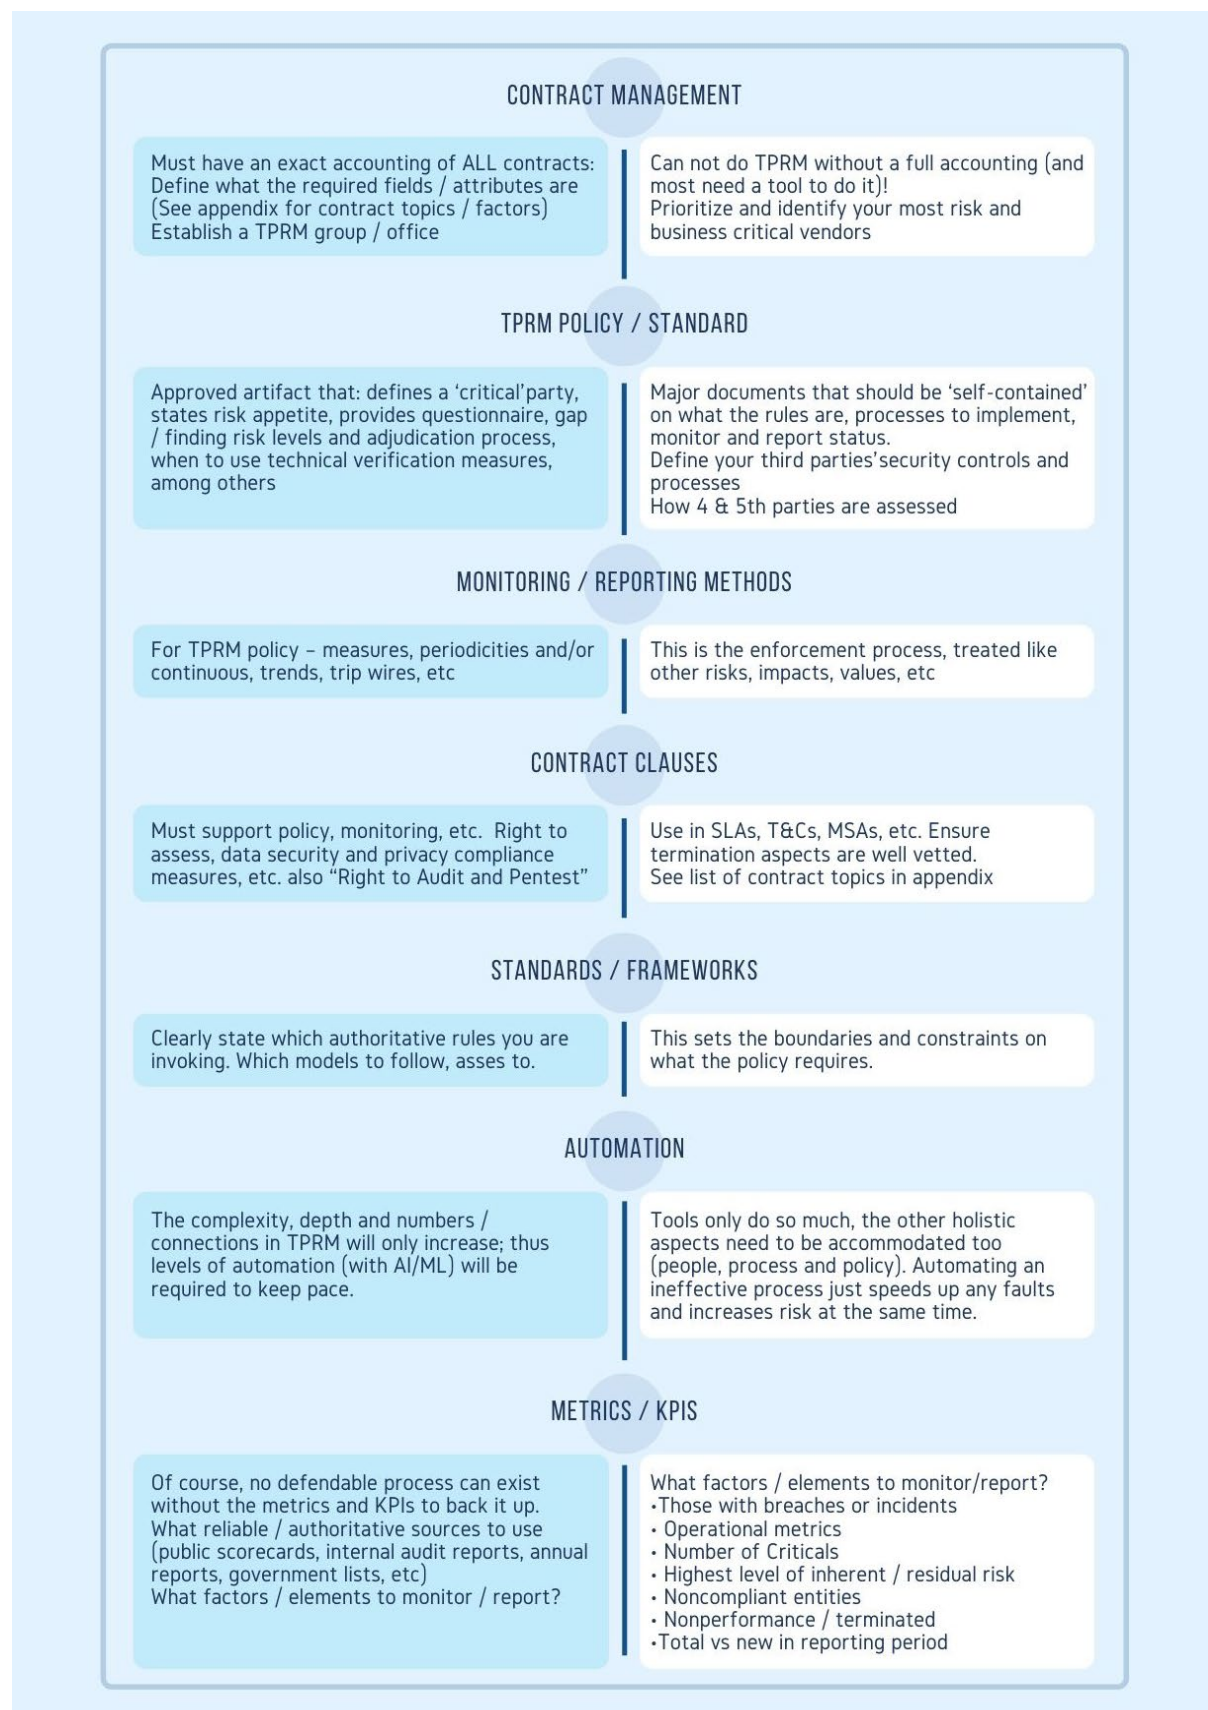 CONTRACT MANAGEMENT
Must have an exact accounting of ALL contracts:
Define what the required fields / attributes are
(See appendix for contract topics / factors)
Establish a TPRM group / office
Can not do TPRM without a full accounting (and
most need a tool to do it)!
Prioritize and identify your most risk and
business critical vendors
TPRM POLICY / STANDARD
Approved artifact that: defines a ‘critical’party,
states risk appetite, provides questionnaire, gap
/ finding risk levels and adjudication process,
when to use technical verification measures,
among others
Major documents that should be ‘self-contained’
on what the rules are, processes to implement,
monitor and report status.
Define your third parties’security controls and
processes
How 4 & 5th parties are assessed
MONITORING / REPORTING METHODS
For TPRM policy – measures, periodicities and/or
continuous, trends, trip wires, etc
This is the enforcement process, treated like
other risks, impacts, values, etc
CONTRACT CLAUSES
Must support policy, monitoring, etc.  Right to
assess, data security and privacy compliance
measures, etc. also “Right to Audit and Pentest”
Use in SLAs, T&Cs, MSAs, etc. Ensure
termination aspects are well vetted.
See list of contract topics in appendix
STANDARDS / FRAMEWORKS
Clearly state which authoritative rules you are
invoking. Which models to follow, asses to.
This sets the boundaries and constraints on
what the policy requires.
AUTOMATION
The complexity, depth and numbers /
connections in TPRM will only increase; thus
levels of automation (with AI/ML) will be
required to keep pace.
Tools only do so much, the other holistic
aspects need to be accommodated too
(people, process and policy). Automating an
ineffective process just speeds up any faults
and increases risk at the same time.
METRICS / KPIS
Of course, no defendable process can exist
without the metrics and KPIs to back it up.
What reliable / authoritative sources to use
(public scorecards, internal audit reports, annual
reports, government lists, etc)
What factors / elements to monitor / report?
What factors / elements to monitor/report?
•Those with breaches or incidents
• Operational metrics
• Number of Criticals
• Highest level of inherent / residual risk
• Noncompliant entities
• Nonperformance / terminated
•Total vs new in reporting period